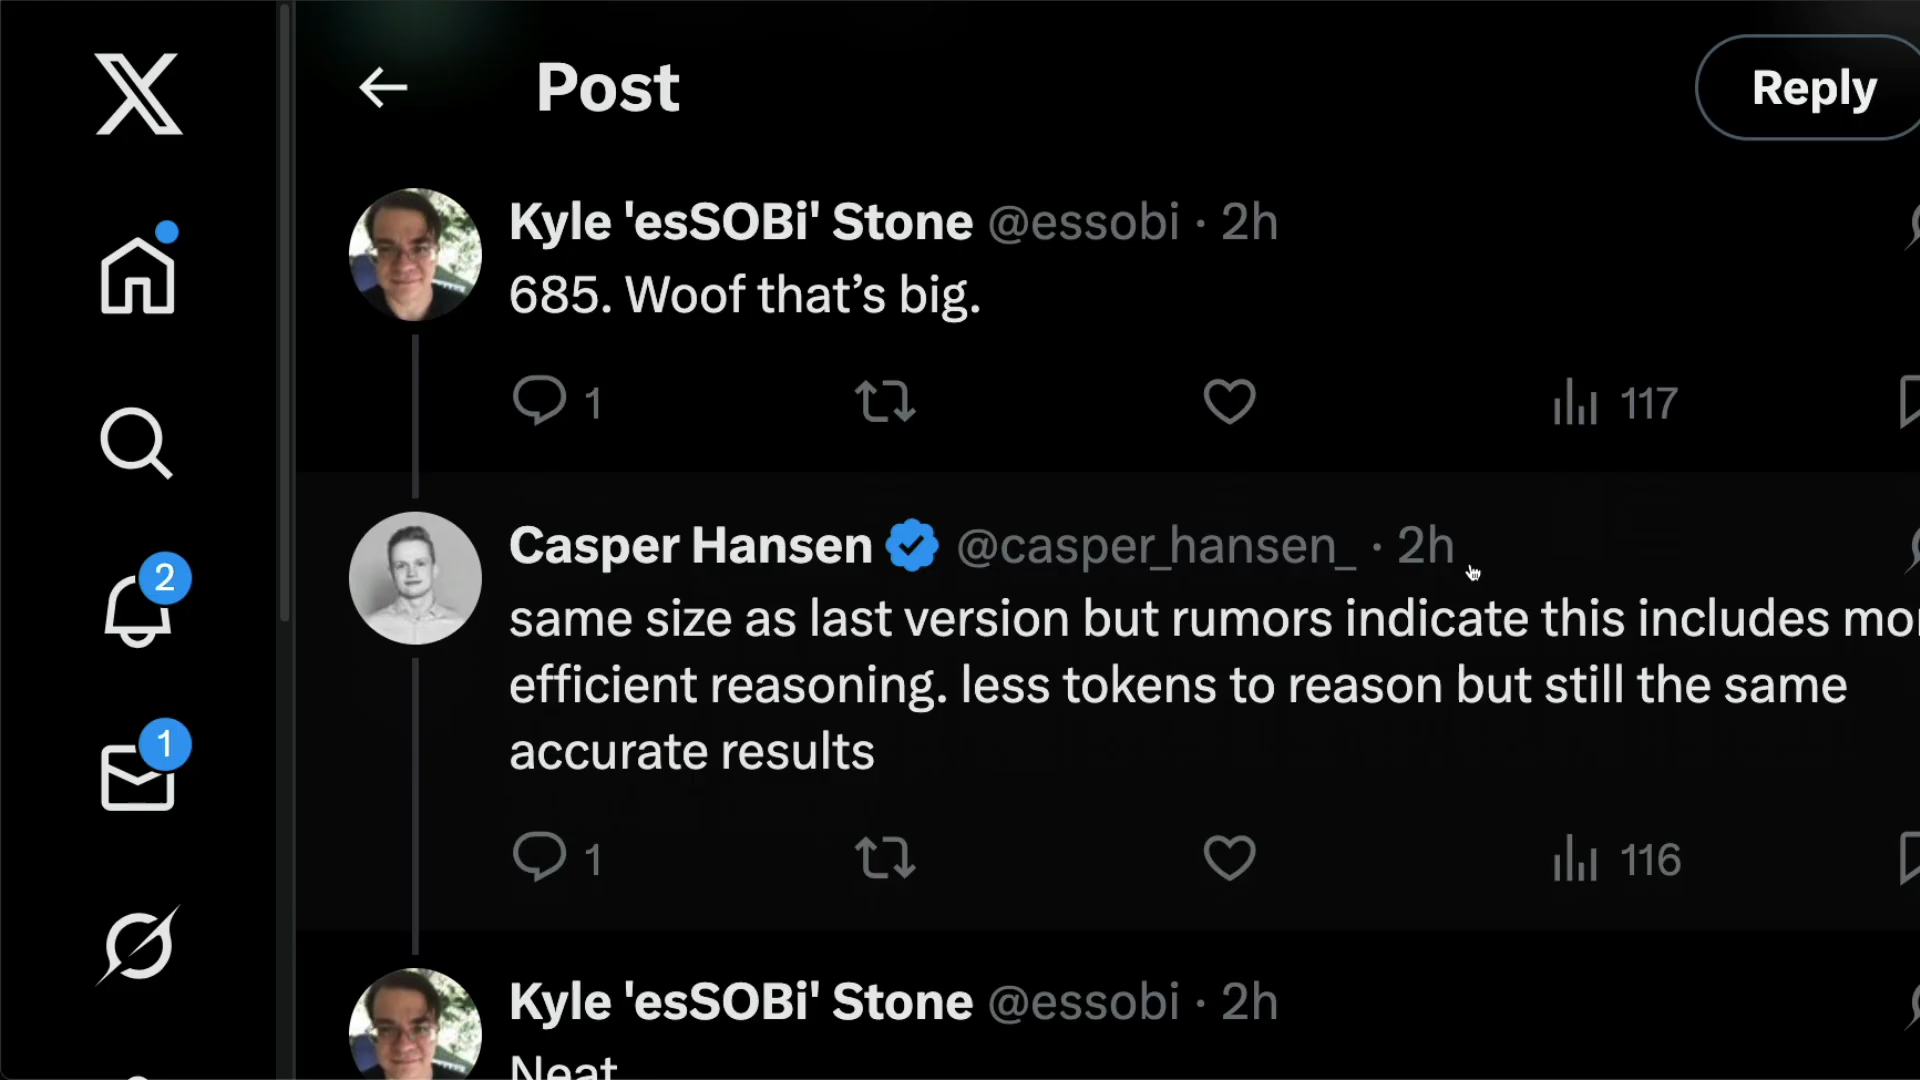 Post
Reply
Kyle 'esSOBi' Stone @essobi · 2h
685. Woof that’s big.
1
117
Casper Hansen @casper_hansen_ · 2h
same size as last version but rumors indicate this includes
efficient reasoning. less tokens to reason but still the same
accurate results
1
116
2
1
Kyle 'esSOBi' Stone @essobi · 2h
Neat